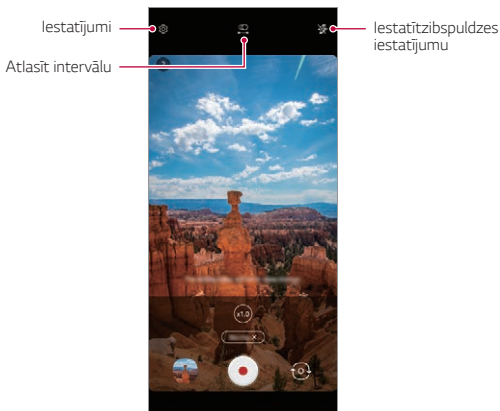 Iestatījumi
Iestatītzibspuldzes
iestatījumu
Atlasīt intervālu
x1.0